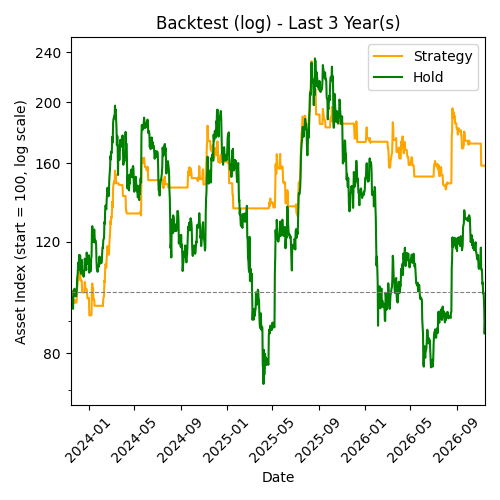 Backtest (log) - Last 3 Year(s)
Strategy
Hold
Asset Index (start = 100, log scale)
240
200
160
120
80
2024-01
2024-05
2024-09
2025-01
2025-05
2025-09
2026-01
2026-05
2026-09
Date